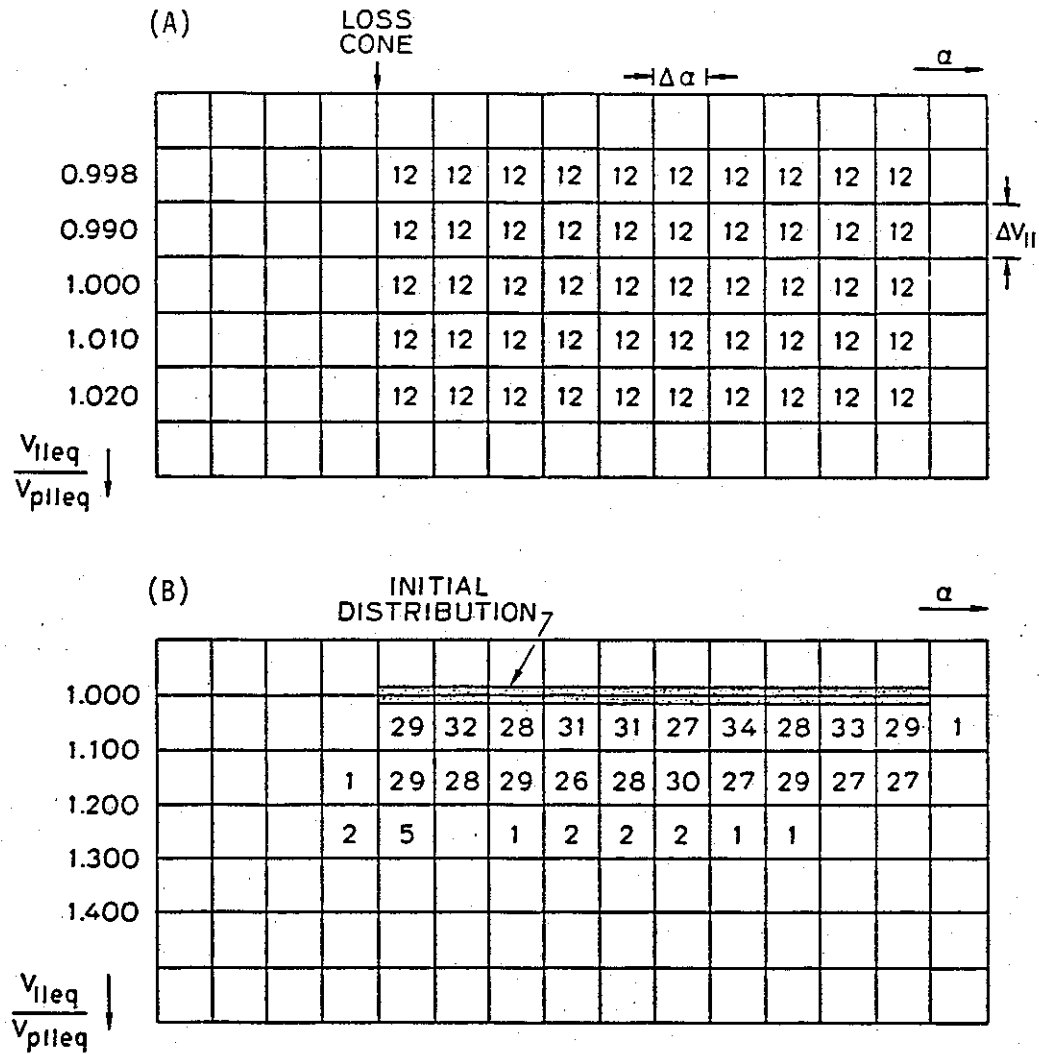 (A)
LOSS
CONE
α
Δα
0.998 12 12 12 12 12 12 12 12 12 12
0.990 12 12 12 12 12 12 12 12 12 12
ΔV||
1.000 12 12 12 12 12 12 12 12 12 12
1.010 12 12 12 12 12 12 12 12 12 12
1.020 12 12 12 12 12 12 12 12 12 12
V||eq
Vp||eq
(B)
INITIAL
DISTRIBUTION
α
1.000
29 32 28 31 31 27 34 28 33 29 1
1.100
1 29 28 29 26 28 30 27 29 27 27
1.200
2 5 1 2 2 2 1 1
1.300
1.400
V||eq
Vp||eq